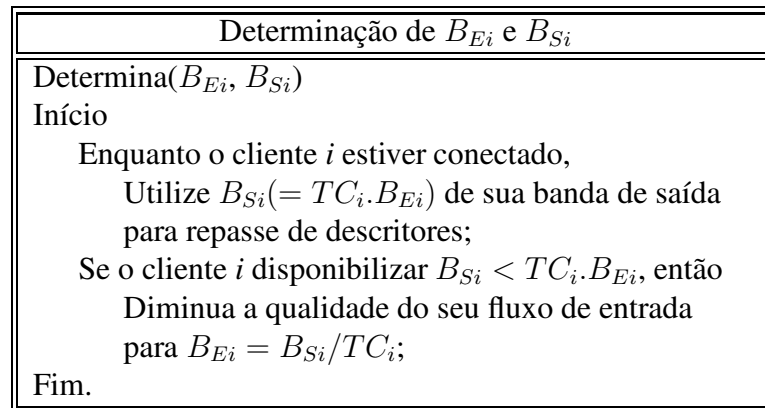 Determinação de B_{Ei} e B_{Si}
Determina(B_{Ei}, B_{Si})
Início
Enquanto o cliente i estiver conectado,
Utilize B_{Si}(= TC_i.B_{Ei}) de sua banda de saída
para repasse de descritores;
Se o cliente i disponibilizar B_{Si} < TC_i.B_{Ei}, então
Diminua a qualidade do seu fluxo de entrada
para B_{Ei} = B_{Si}/TC_i;
Fim.